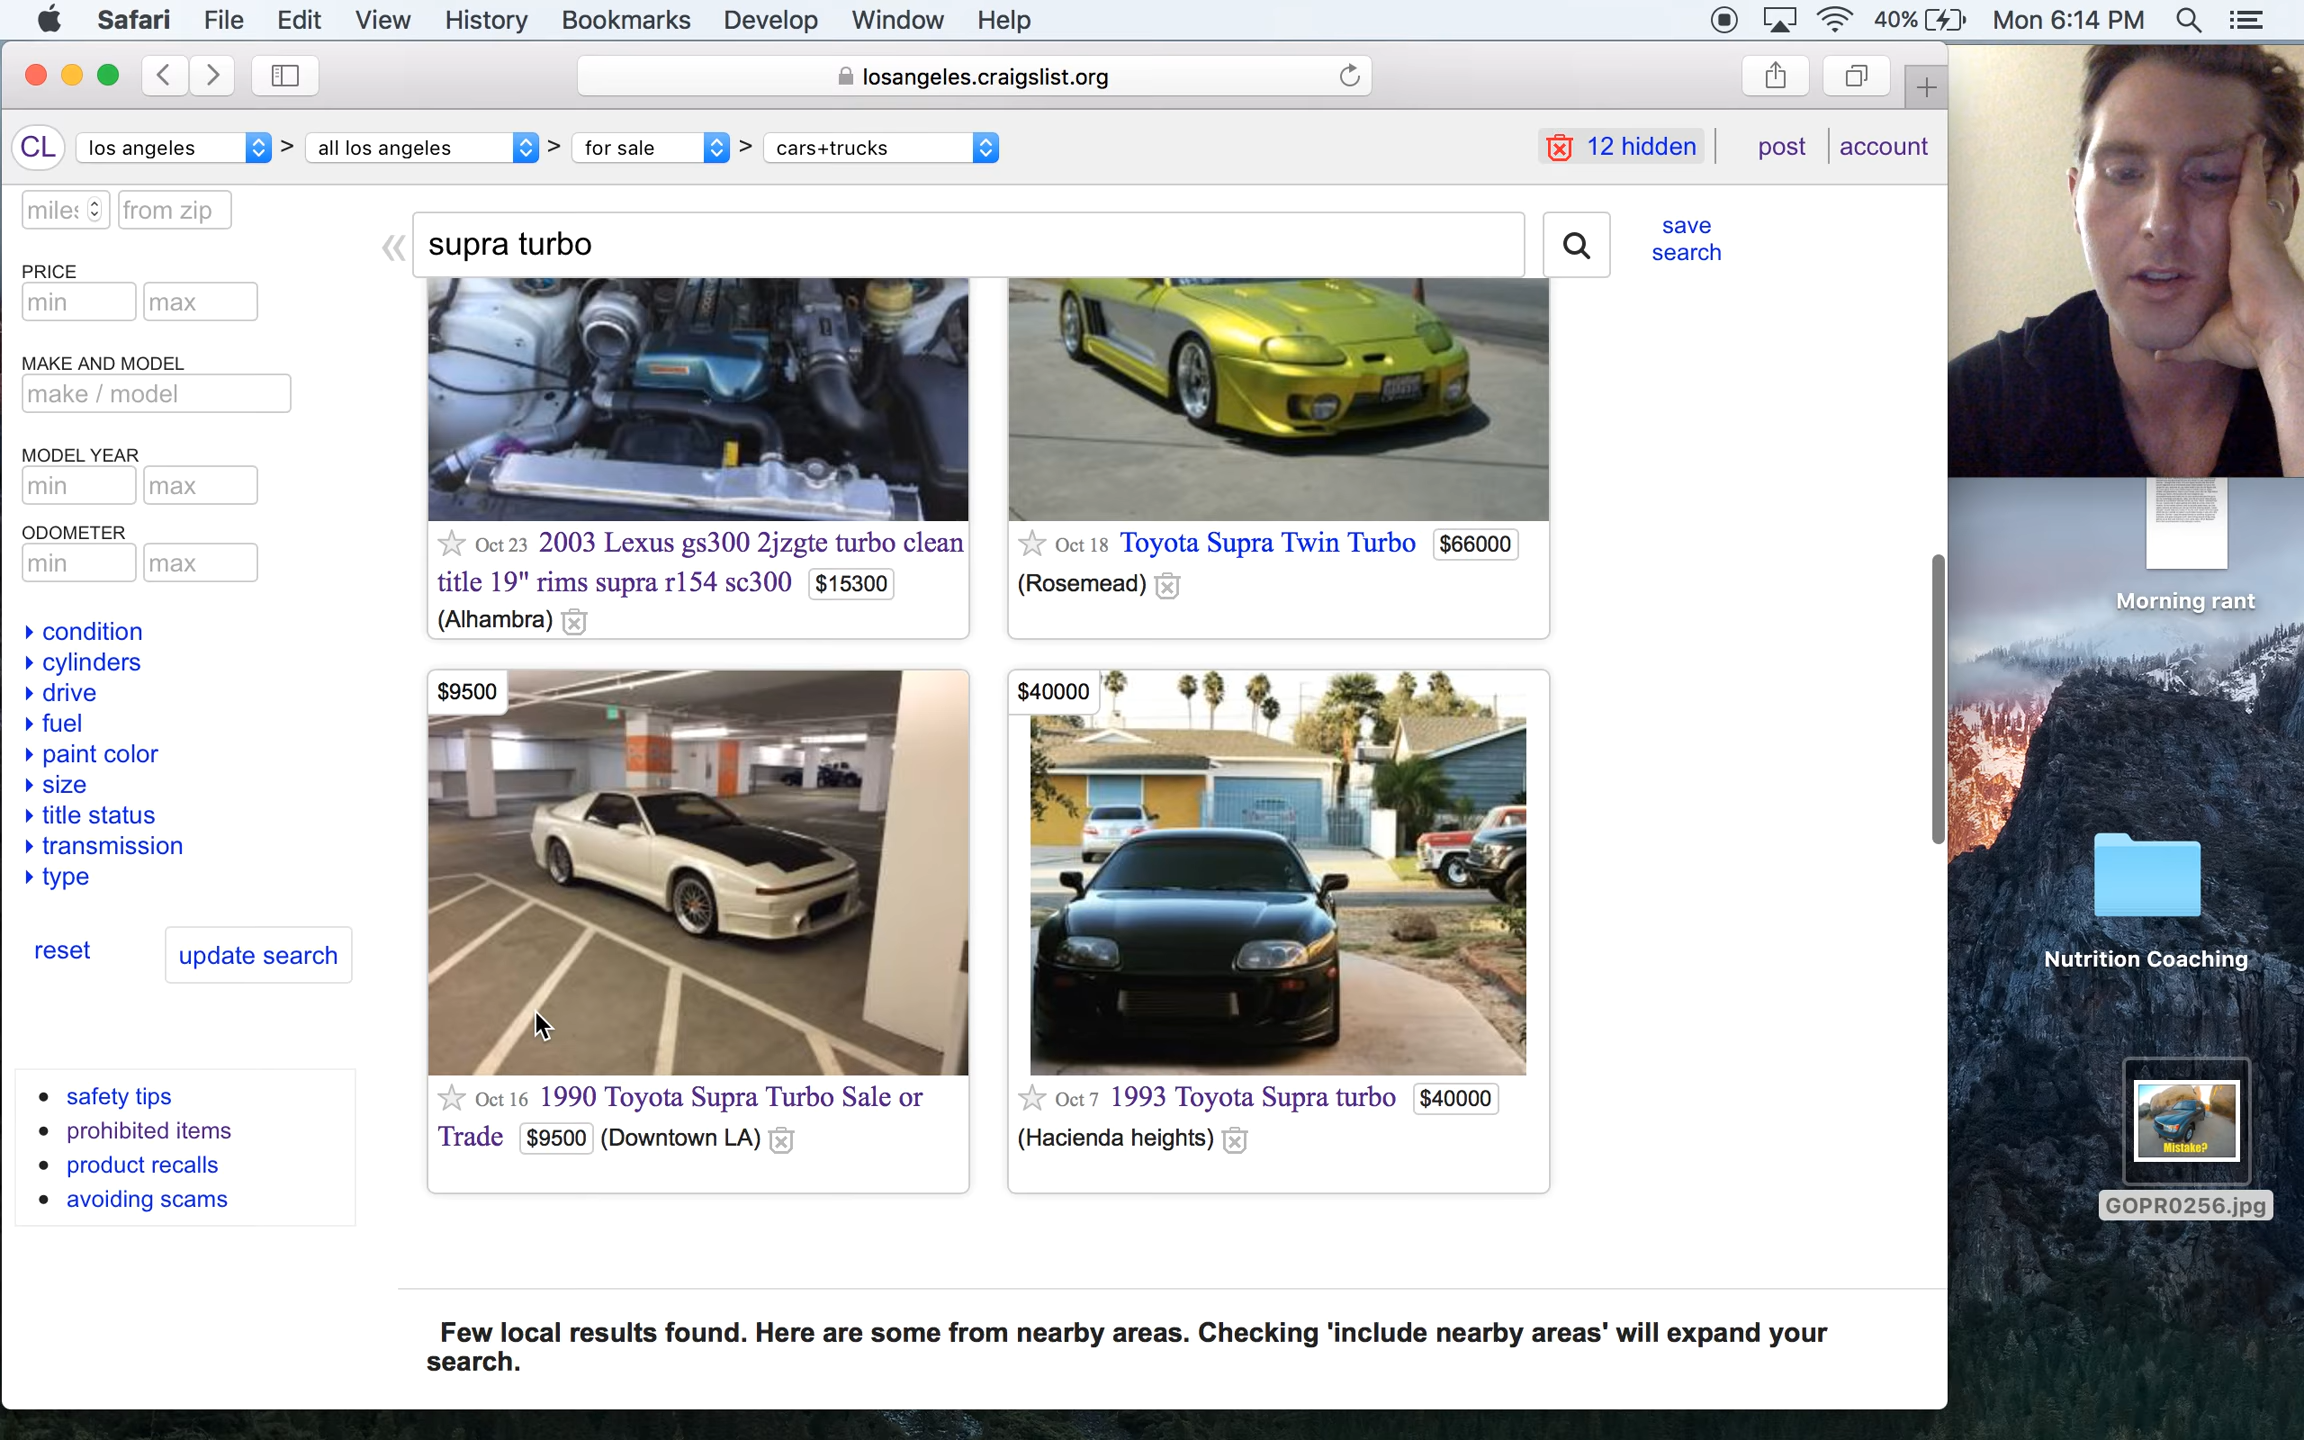 Safari File Edit View History Bookmarks Develop Window Help 40% Mon 6:14 PM
losangeles.craigslist.org
CL los angeles > all los angeles > for sale > cars+trucks 12 hidden post account
miles from zip
supra turbo
save
search
PRICE
min max
MAKE AND MODEL
make / model
MODEL YEAR
min max
ODOMETER
min max
condition
cylinders
drive
fuel
paint color
size
title status
transmission
type
reset update search
safety tips
prohibited items
product recalls
avoiding scams
Oct 23 2003 Lexus gs300 2jzgte turbo clean
title 19" rims supra r154 sc300 $15300
(Alhambra)
Oct 18 Toyota Supra Twin Turbo $66000
(Rosemead)
$9500
Oct 16 1990 Toyota Supra Turbo Sale or
Trade $9500 (Downtown LA)
$40000
Oct 7 1993 Toyota Supra turbo $40000
(Hacienda heights)
Few local results found. Here are some from nearby areas. Checking 'include nearby areas' will expand your
search.
Morning rant
Nutrition Coaching
Mistake?
GOPR0256.jpg